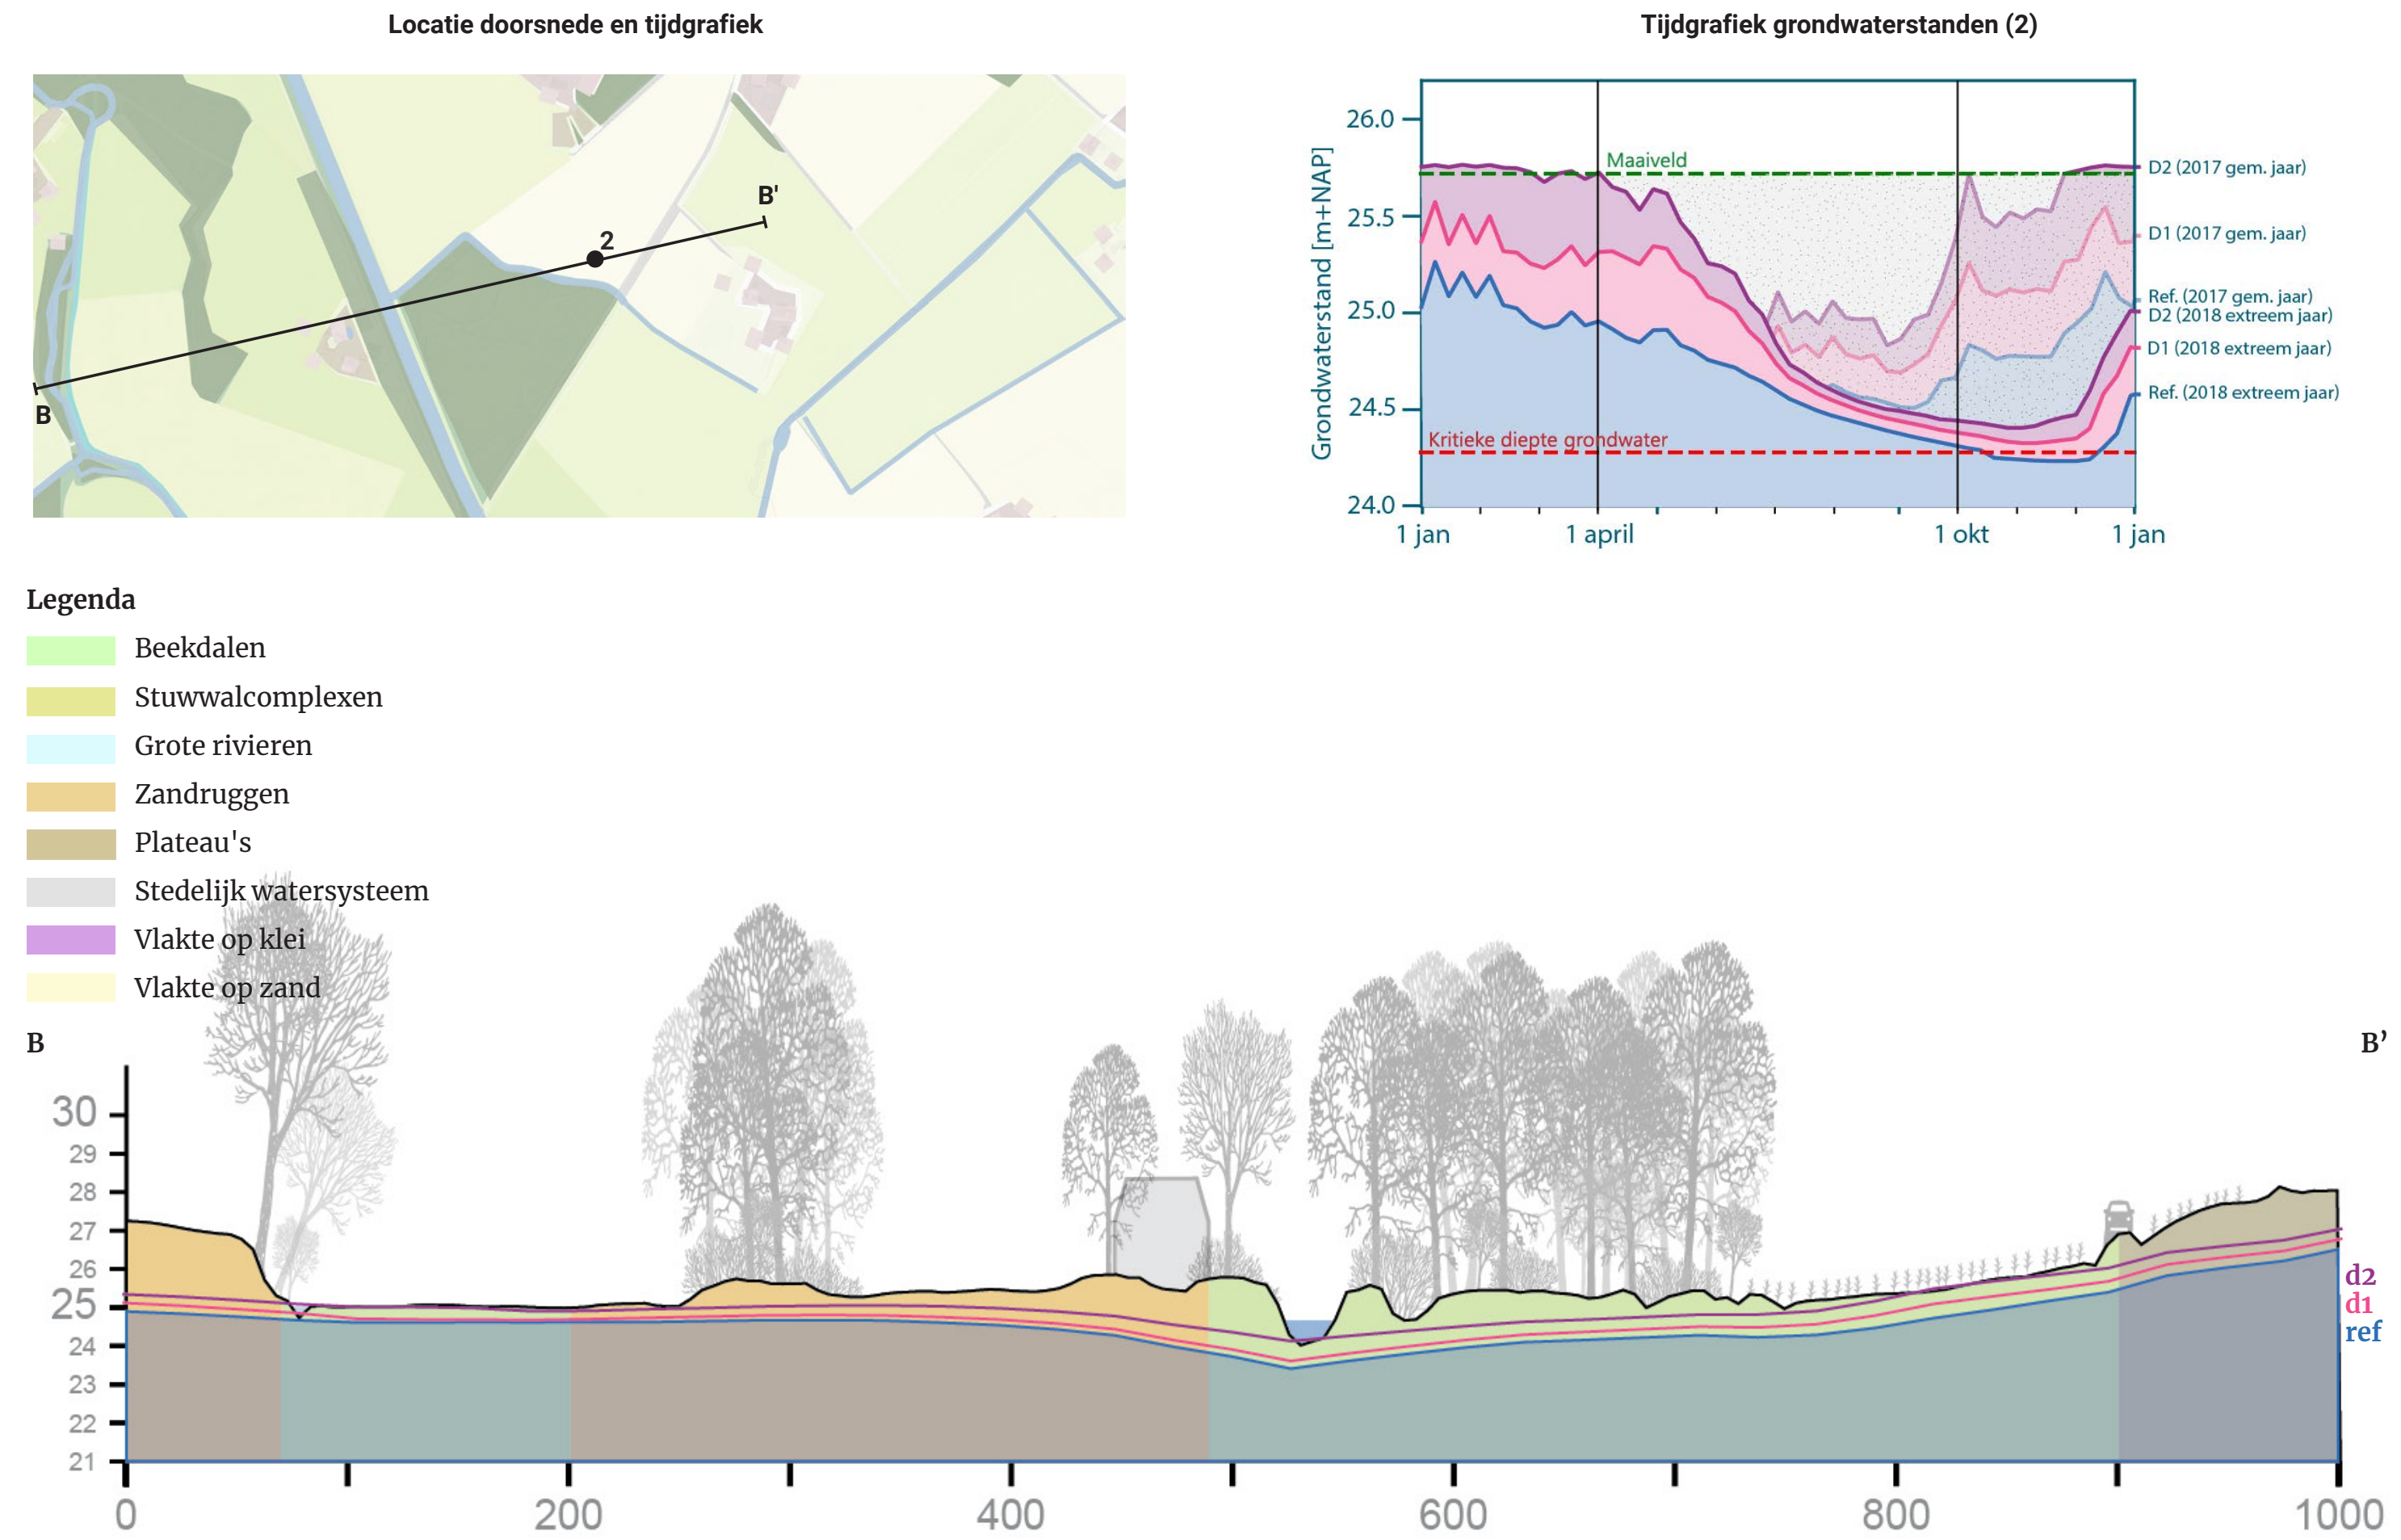 Locatie doorsnede en tijdgrafiek
B
2
B'
Tijdgrafiek grondwaterstanden (2)
Grondwaterstand [m+NAP]
26.0
25.5
25.0
24.5
24.0
Maaiveld
Kritieke diepte grondwater
1 jan
1 april
1 okt
1 jan
D2 (2017 gem. jaar)
D1 (2017 gem. jaar)
Ref. (2017 gem. jaar)
D2 (2018 extreem jaar)
D1 (2018 extreem jaar)
Ref. (2018 extreem jaar)
Legenda
Beekdalen
Stuwwalcomplexen
Grote rivieren
Zandruggen
Plateau's
Stedelijk watersysteem
Vlakte op klei
Vlakte op zand
B
B’
30
29
28
27
26
25
24
23
22
21
d2
d1
ref
0
200
400
600
800
1000